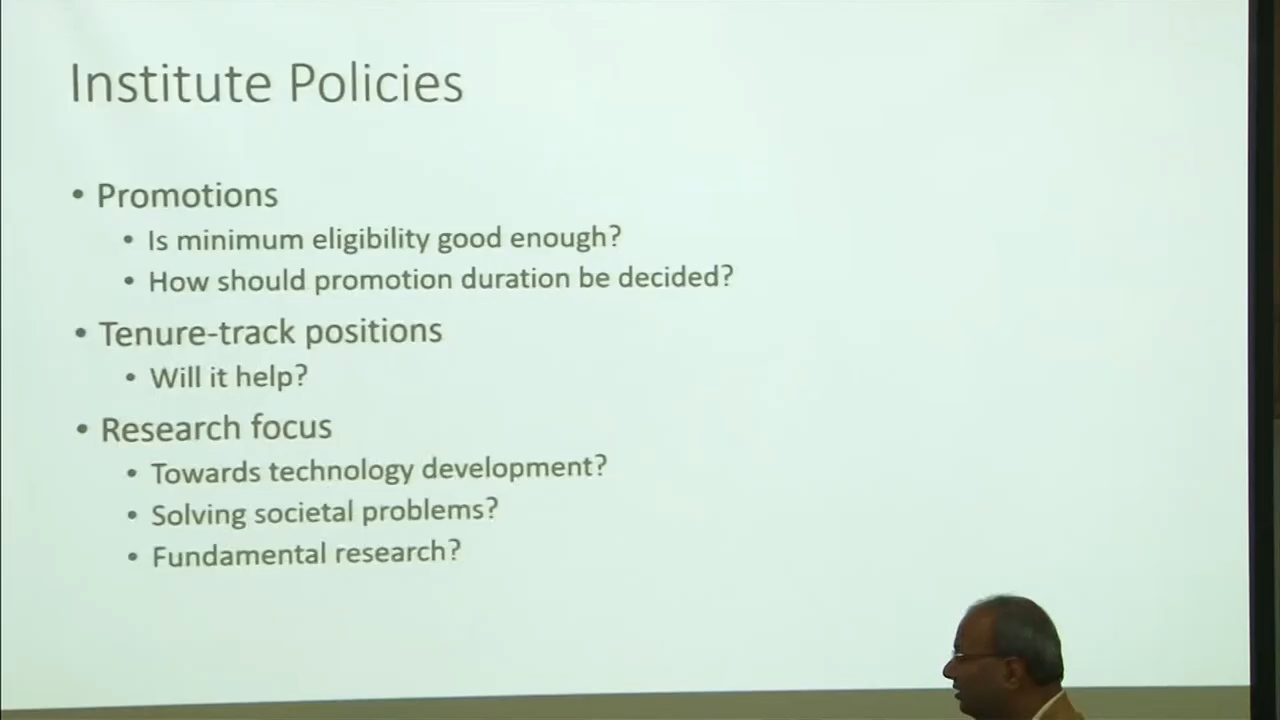 Institute Policies
• Promotions
• Is minimum eligibility good enough?
• How should promotion duration be decided?
• Tenure-track positions
• Will it help?
• Research focus
• Towards technology development?
• Solving societal problems?
• Fundamental research?